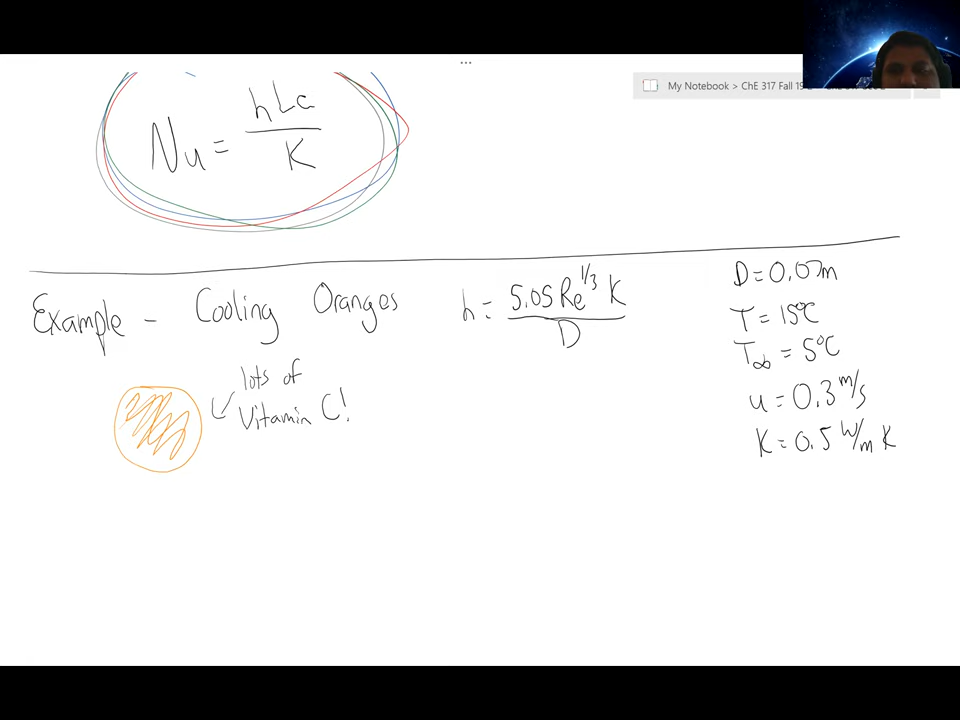 ...
My Notebook > ChE 317 Fall 19
Nu = hLc / K
Example - Cooling Oranges
h = 5.05 Re^1/3 K / D
D = 0.07m
T = 15°C
T∞ = 5°C
u = 0.3 m/s
K = 0.5 W/m K
lots of
Vitamin C!